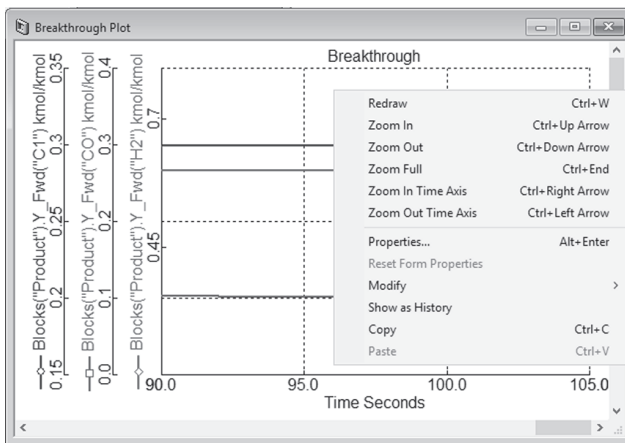 Breakthrough Plot
Breakthrough
Blocks("Product").Y_Fwd("C1") kmol/kmol
0.15 0.2 0.25 0.3 0.35
Blocks("Product").Y_Fwd("CO") kmol/kmol
0.0 0.1 0.2 0.3 0.4
Blocks("Product").Y_Fwd("H2") kmol/kmol
0.45 0.7
90.0 95.0 100.0 105.0
Time Seconds
Redraw Ctrl+W
Zoom In Ctrl+Up Arrow
Zoom Out Ctrl+Down Arrow
Zoom Full Ctrl+End
Zoom In Time Axis Ctrl+Right Arrow
Zoom Out Time Axis Ctrl+Left Arrow
Properties... Alt+Enter
Reset Form Properties
Modify
Show as History
Copy Ctrl+C
Paste Ctrl+V